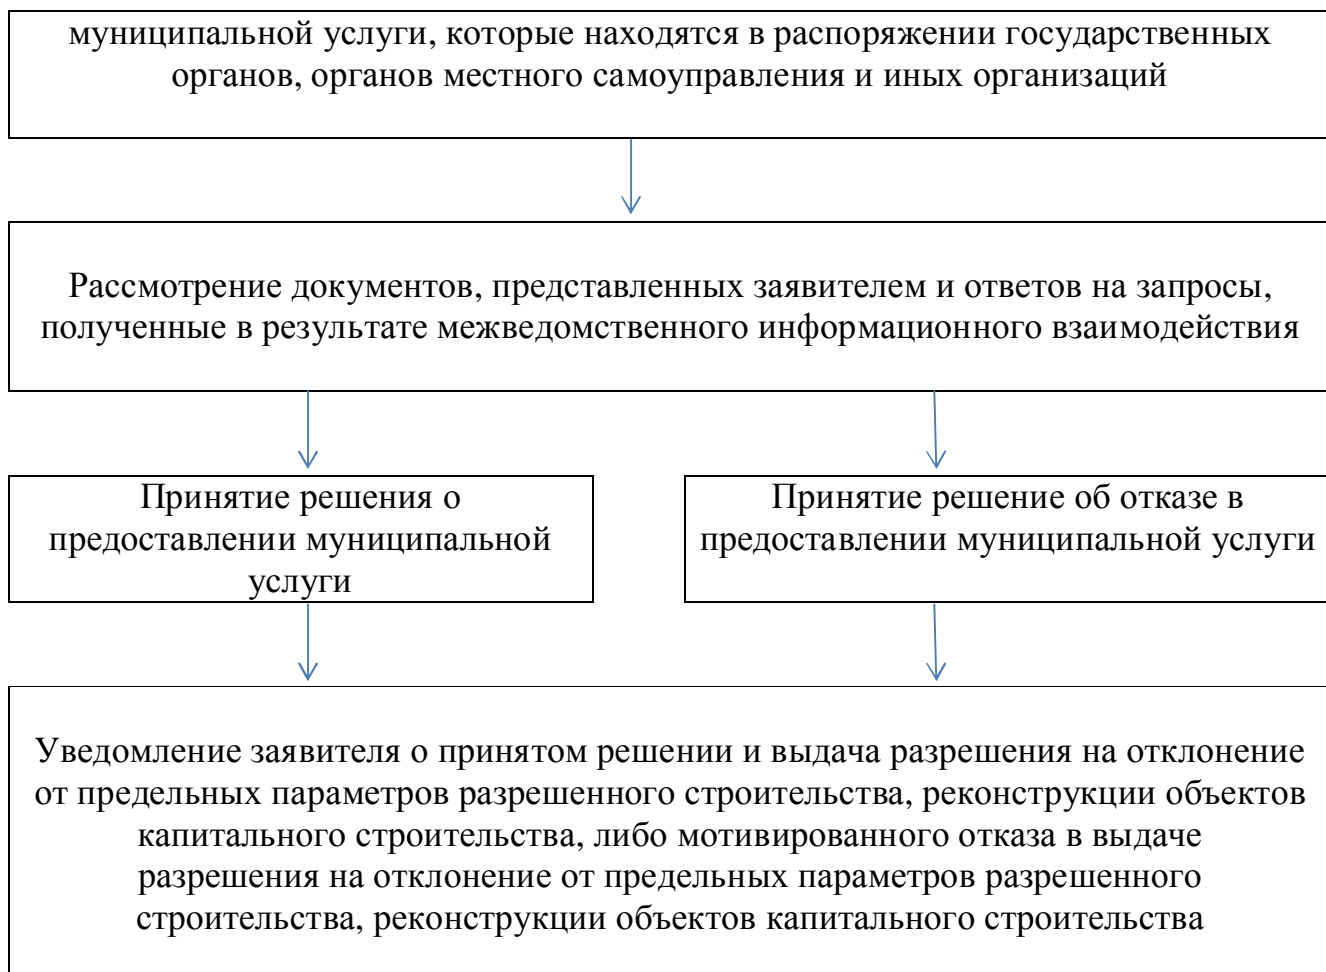 муниципальной услуги, которые находятся в распоряжении государственных
органов, органов местного самоуправления и иных организаций
Рассмотрение документов, представленных заявителем и ответов на запросы,
полученные в результате межведомственного информационного взаимодействия
Принятие решения о
предоставлении муниципальной
услуги
Принятие решение об отказе в
предоставлении муниципальной услуги
Уведомление заявителя о принятом решении и выдача разрешения на отклонение
от предельных параметров разрешенного строительства, реконструкции объектов
капитального строительства, либо мотивированного отказа в выдаче
разрешения на отклонение от предельных параметров разрешенного
строительства, реконструкции объектов капитального строительства